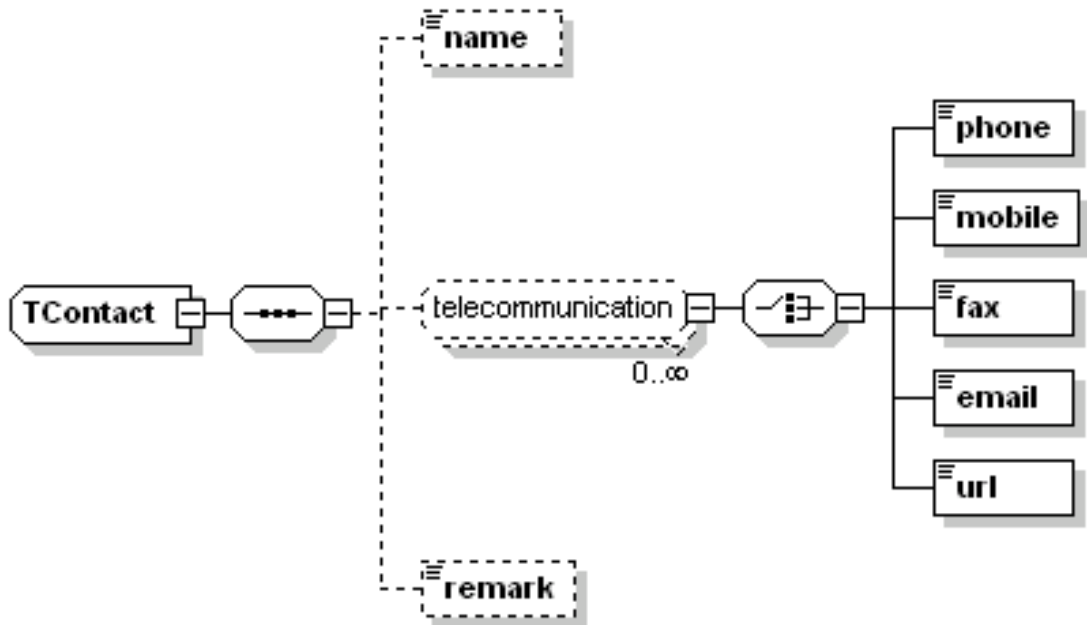 name
phone
mobile
TContact
telecommunication
fax
0..∞
email
url
remark